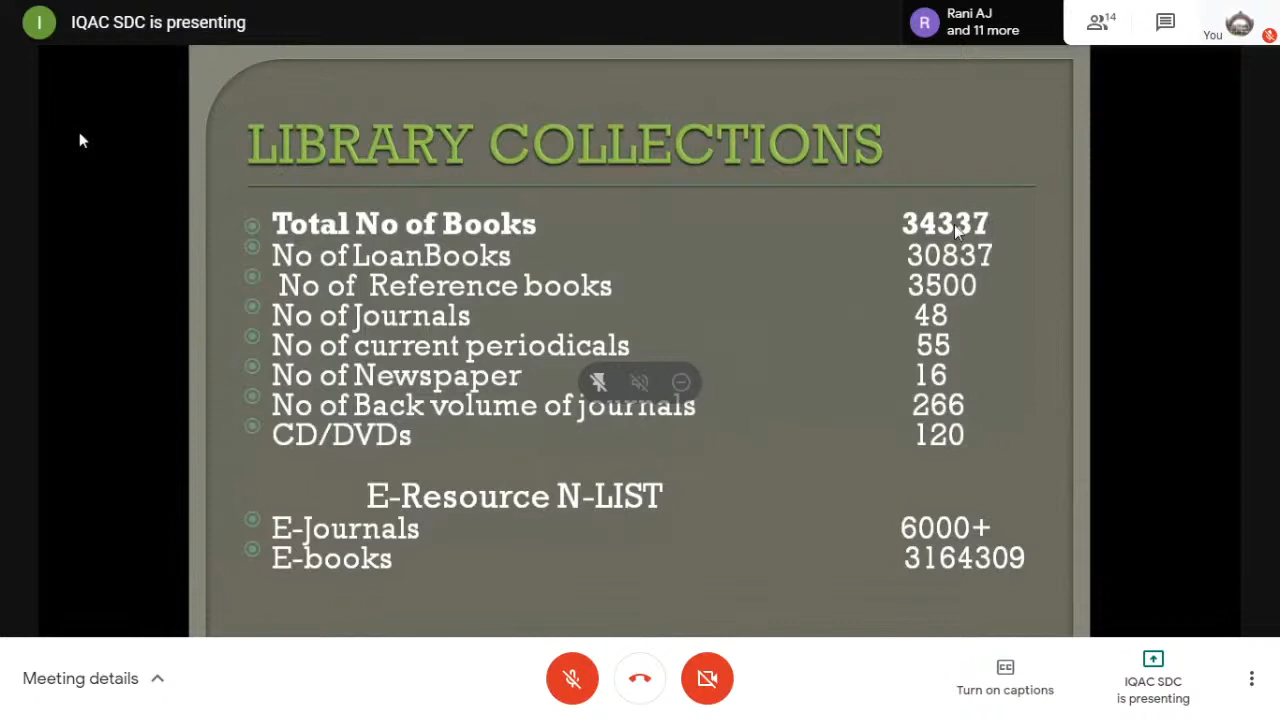 I IQAC SDC is presenting
R Rani AJ
and 11 more
14
You
LIBRARY COLLECTIONS
Total No of Books 34337
No of LoanBooks 30837
No of Reference books 3500
No of Journals 48
No of current periodicals 55
No of Newspaper 16
No of Back volume of journals 266
CD/DVDs 120
E-Resource N-LIST
E-Journals 6000+
E-books 3164309
Meeting details
CC
Turn on captions
IQAC SDC
is presenting